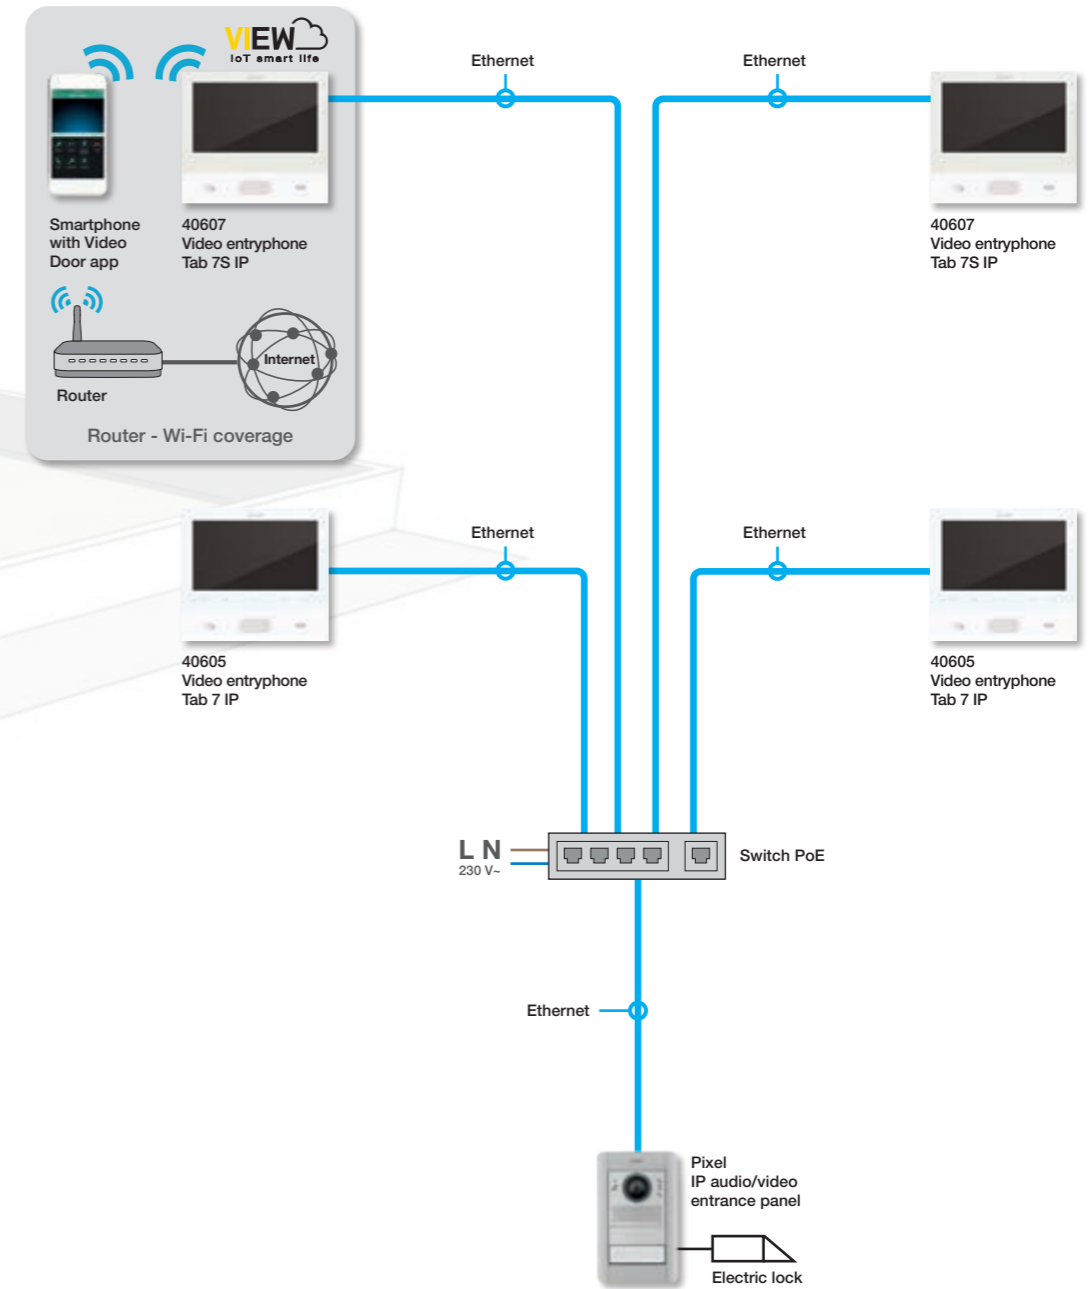 VIEW
IoT smart life
Smartphone
with Video
Door app
40607
Video entryphone
Tab 7S IP
Router
Internet
Router - Wi-Fi coverage
Ethernet
Ethernet
40607
Video entryphone
Tab 7S IP
40605
Video entryphone
Tab 7 IP
Ethernet
Ethernet
40605
Video entryphone
Tab 7 IP
L N
230 V~
Switch PoE
Ethernet
Pixel
IP audio/video
entrance panel
Electric lock